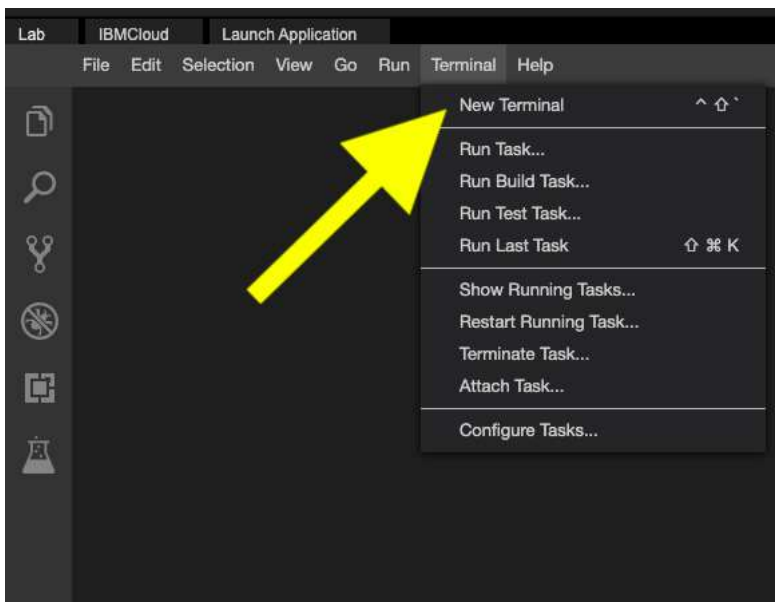 Lab IBMCloud Launch Application
File Edit Selection View Go Run Terminal Help
New Terminal ^ ⇧ `
Run Task...
Run Build Task...
Run Test Task...
Run Last Task ⇧ ⌘ K
Show Running Tasks...
Restart Running Task...
Terminate Task...
Attach Task...
Configure Tasks...